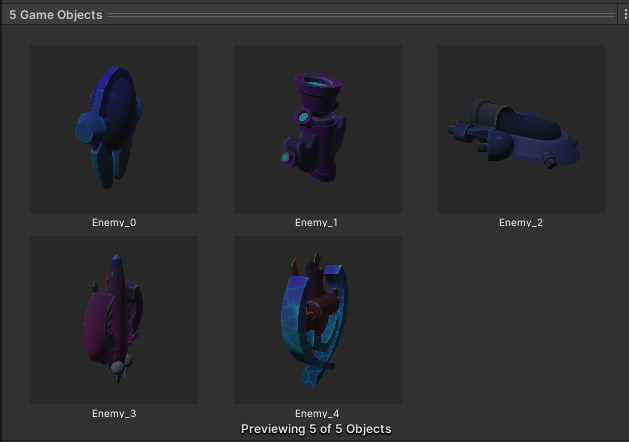 5 Game Objects
Enemy_0
Enemy_1
Enemy_2
Enemy_3
Enemy_4
Previewing 5 of 5 Objects